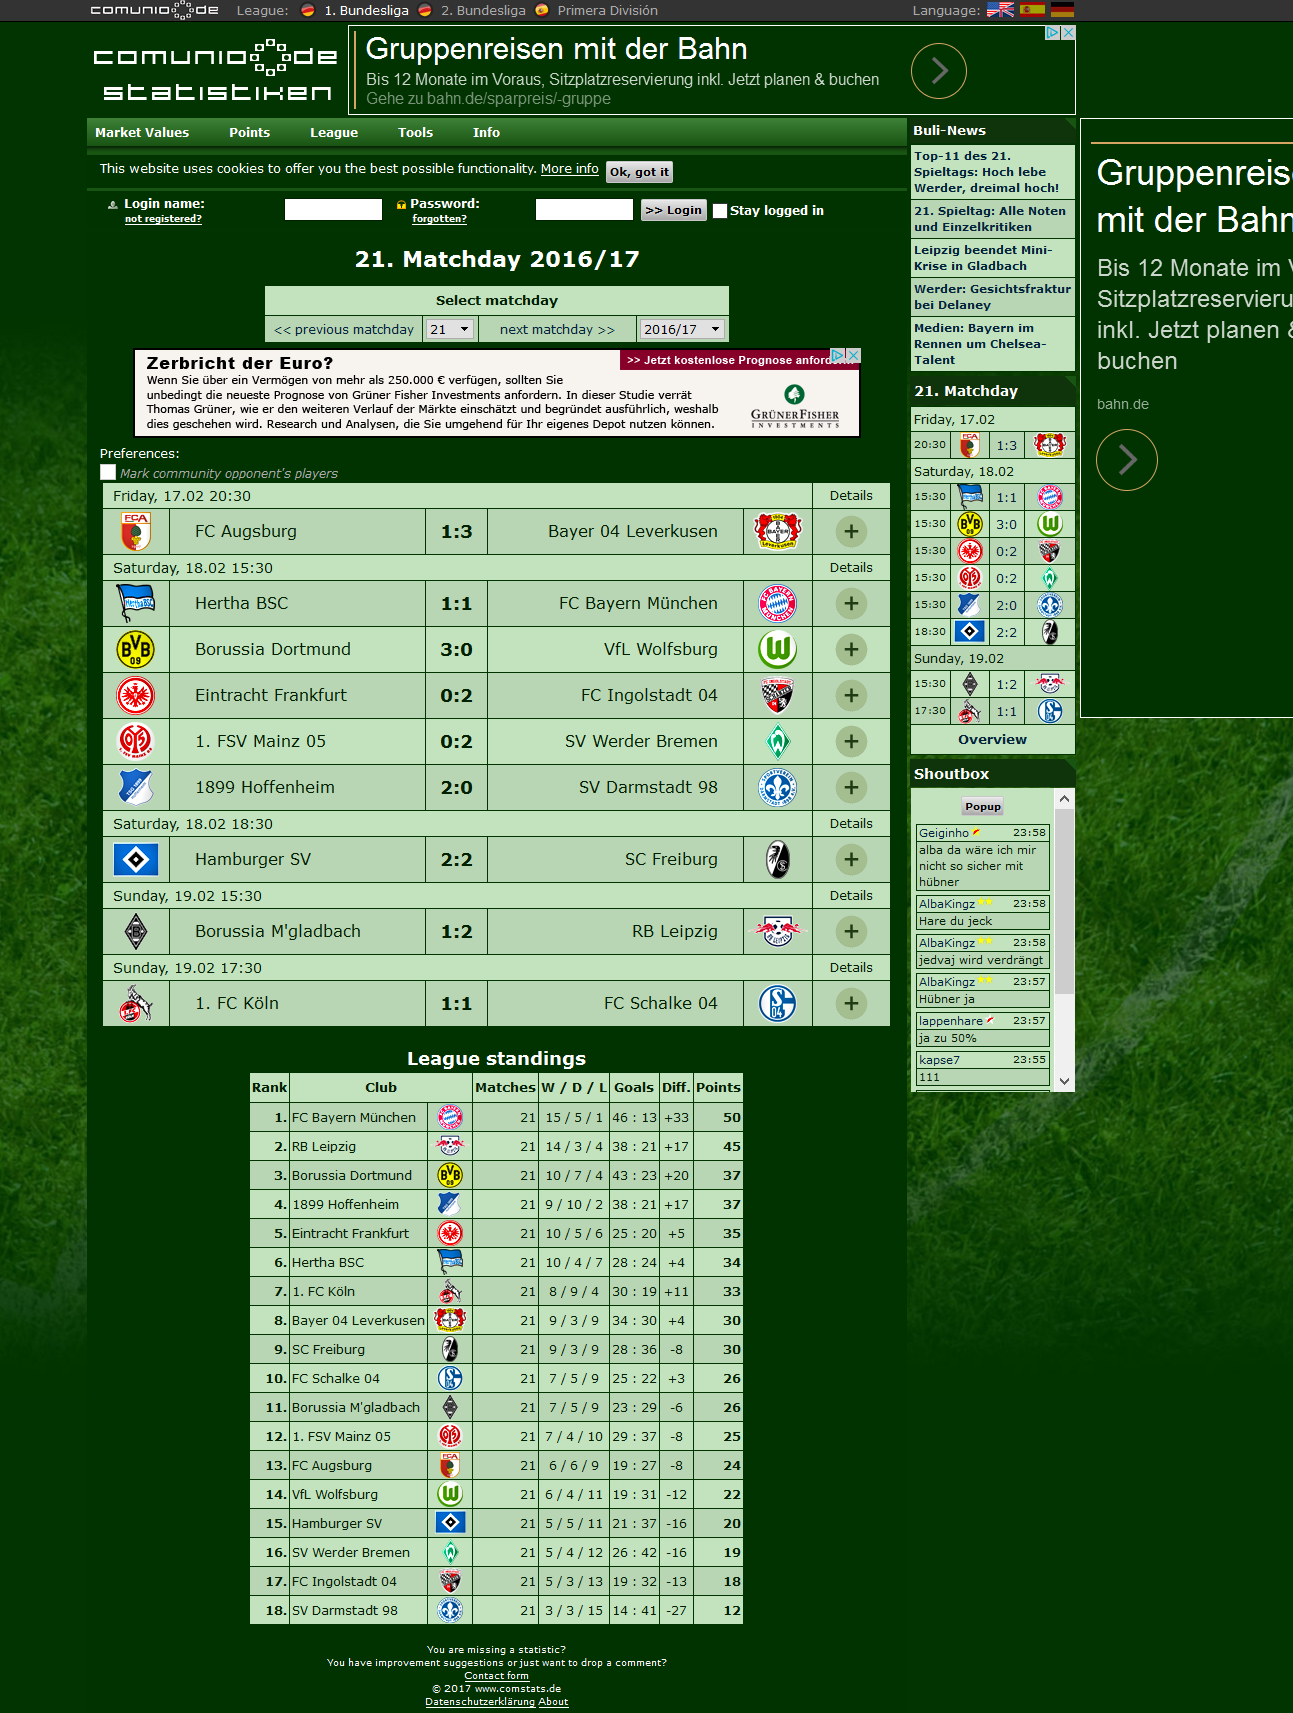 comunio de League: 1. Bundesliga 2. Bundesliga Primera División Language:
comunio de
statistiken
Gruppenreisen mit der Bahn
Bis 12 Monate im Voraus, Sitzplatzreservierung inkl. Jetzt planen & buchen
Gehe zu bahn.de/sparpreis/-gruppe
Market Values Points League Tools Info
This website uses cookies to offer you the best possible functionality. More info Ok, got it
Login name: Password: >> Login Stay logged in
not registered? forgotten?
21. Matchday 2016/17
Select matchday
<< previous matchday 21 next matchday >> 2016/17
Zerbricht der Euro? >> Jetzt kostenlose Prognose anfordern
Wenn Sie über ein Vermögen von mehr als 250.000 € verfügen, sollten Sie
unbedingt die neueste Prognose von Grüner Fisher Investments anfordern. In dieser Studie verrät
Thomas Grüner, wie er den weiteren Verlauf der Märkte einschätzt und begründet ausführlich, weshalb
dies geschehen wird. Research und Analysen, die Sie umgehend für Ihr eigenes Depot nutzen können.
GRÜNER FISHER
INVESTMENTS
Preferences:
Mark community opponent's players
Friday, 17.02 20:30 Details
FC Augsburg 1:3 Bayer 04 Leverkusen
Saturday, 18.02 15:30 Details
Hertha BSC 1:1 FC Bayern München
Borussia Dortmund 3:0 VfL Wolfsburg
Eintracht Frankfurt 0:2 FC Ingolstadt 04
1. FSV Mainz 05 0:2 SV Werder Bremen
1899 Hoffenheim 2:0 SV Darmstadt 98
Saturday, 18.02 18:30 Details
Hamburger SV 2:2 SC Freiburg
Sunday, 19.02 15:30 Details
Borussia M'gladbach 1:2 RB Leipzig
Sunday, 19.02 17:30 Details
1. FC Köln 1:1 FC Schalke 04
League standings
Rank Club Matches W / D / L Goals Diff. Points
1. FC Bayern München 21 15 / 5 / 1 46 : 13 +33 50
2. RB Leipzig 21 14 / 3 / 4 38 : 21 +17 45
3. Borussia Dortmund 21 10 / 7 / 4 43 : 23 +20 37
4. 1899 Hoffenheim 21 9 / 10 / 2 38 : 21 +17 37
5. Eintracht Frankfurt 21 10 / 5 / 6 25 : 20 +5 35
6. Hertha BSC 21 10 / 4 / 7 28 : 24 +4 34
7. 1. FC Köln 21 8 / 9 / 4 30 : 19 +11 33
8. Bayer 04 Leverkusen 21 9 / 3 / 9 34 : 30 +4 30
9. SC Freiburg 21 9 / 3 / 9 28 : 36 -8 30
10. FC Schalke 04 21 7 / 5 / 9 25 : 22 +3 26
11. Borussia M'gladbach 21 7 / 5 / 9 23 : 29 -6 26
12. 1. FSV Mainz 05 21 7 / 4 / 10 29 : 37 -8 25
13. FC Augsburg 21 6 / 6 / 9 19 : 27 -8 24
14. VfL Wolfsburg 21 6 / 4 / 11 19 : 31 -12 22
15. Hamburger SV 21 5 / 5 / 11 21 : 37 -16 20
16. SV Werder Bremen 21 5 / 4 / 12 26 : 42 -16 19
17. FC Ingolstadt 04 21 5 / 3 / 13 19 : 32 -13 18
18. SV Darmstadt 98 21 3 / 3 / 15 14 : 41 -27 12
You are missing a statistic?
You have improvement suggestions or just want to drop a comment?
Contact form
© 2017 www.comstats.de
Datenschutzerklärung About
Buli-News
Top-11 des 21.
Spieltags: Hoch lebe
Werder, dreimal hoch!
21. Spieltag: Alle Noten
und Einzelkritiken
Leipzig beendet Mini-
Krise in Gladbach
Werder: Gesichtsfraktur
bei Delaney
Medien: Bayern im
Rennen um Chelsea-
Talent
21. Matchday
Friday, 17.02
20:30 1:3
Saturday, 18.02
15:30 1:1
15:30 3:0
15:30 0:2
15:30 0:2
15:30 2:0
18:30 2:2
Sunday, 19.02
15:30 1:2
17:30 1:1
Overview
Shoutbox
Popup
Geiginho 23:58
alba da wäre ich mir
nicht so sicher mit
hübner
AlbaKingz 23:58
Hare du jeck
AlbaKingz 23:58
jedvaj wird verdrängt
AlbaKingz 23:57
Hübner ja
lappenhare 23:57
ja zu 50%
kapse7 23:55
111
Gruppenreise
mit der Bahn
Bis 12 Monate im V
Sitzplatzreservieru
inkl. Jetzt planen &
buchen
bahn.de